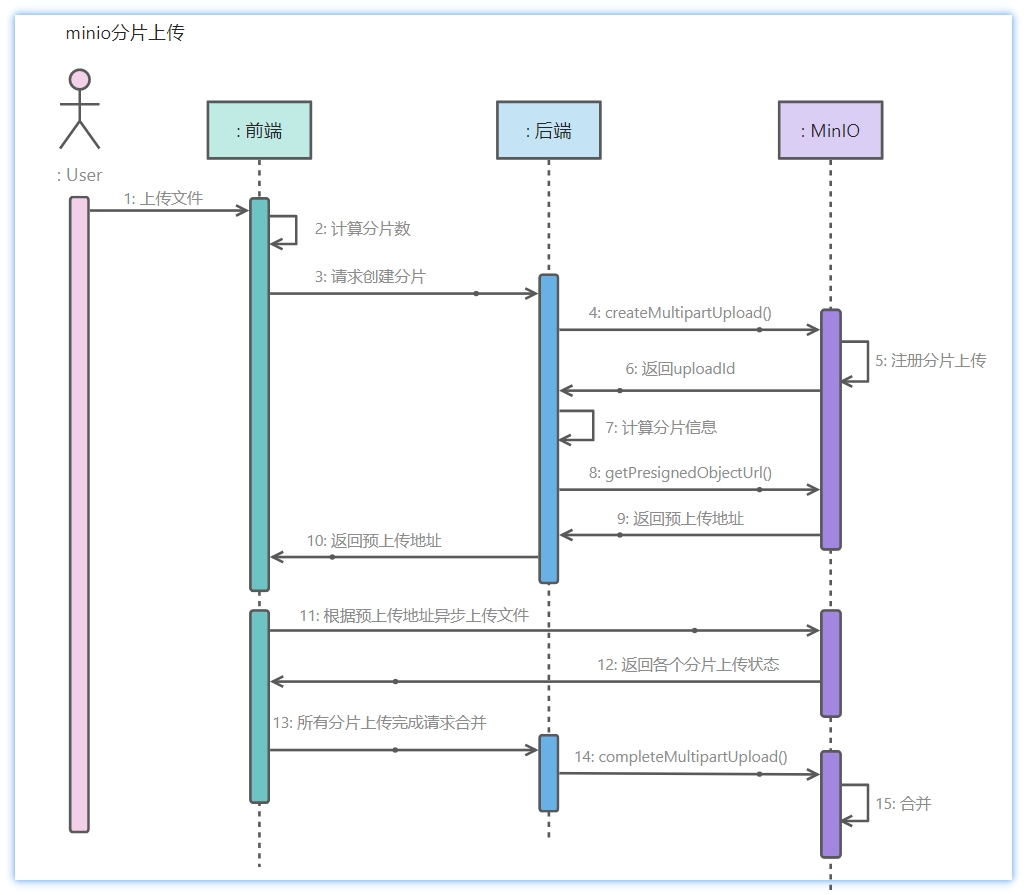 minio分片上传
: 前端
: 后端
: MinIO
: User
1: 上传文件
2: 计算分片数
3: 请求创建分片
4: createMultipartUpload()
5: 注册分片上传
6: 返回uploadId
7: 计算分片信息
8: getPresignedObjectUrl()
9: 返回预上传地址
10: 返回预上传地址
11: 根据预上传地址异步上传文件
12: 返回各个分片上传状态
13: 所有分片上传完成请求合并
14: completeMultipartUpload()
15: 合并